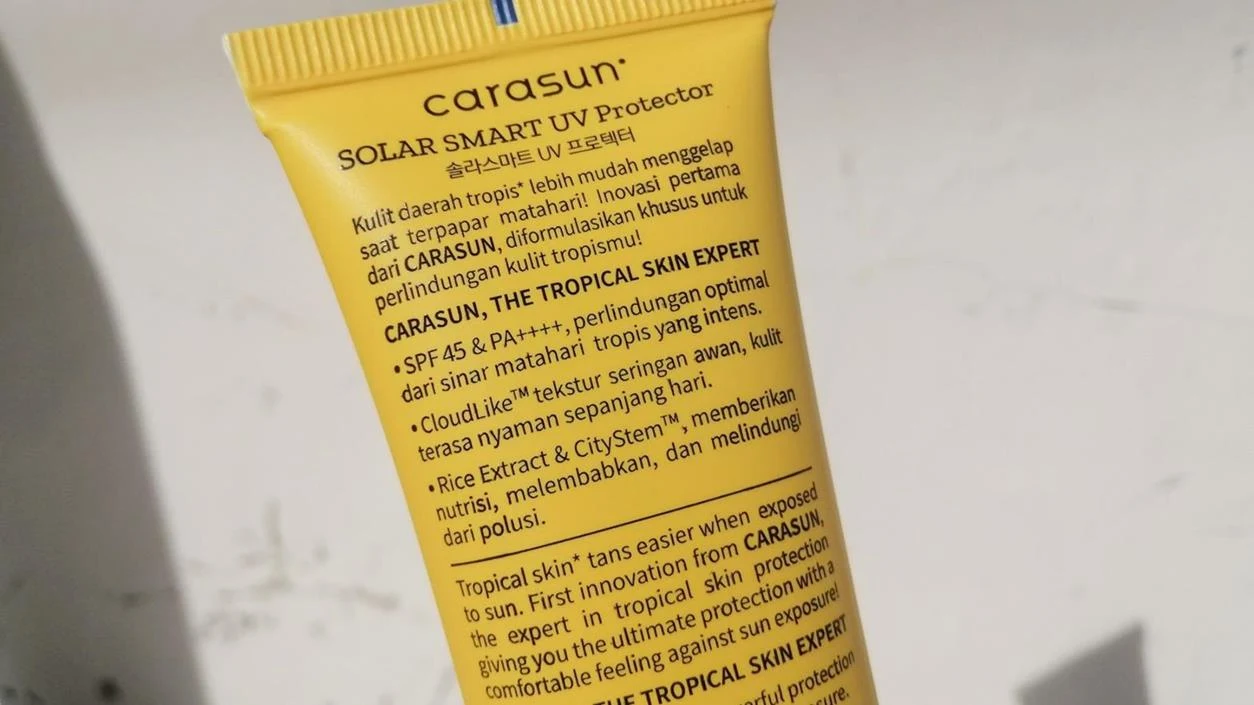 carasun
SOLAR SMART UV Protector
솔라스마트 UV 프로텍터
Kulit daerah tropis* lebih mudah menggelap
saat terpapar matahari! Inovasi pertama
dari CARASUN, diformulasikan khusus untuk
perlindungan kulit tropismu!
CARASUN, THE TROPICAL SKIN EXPERT
•SPF 45 & PA++++, perlindungan optimal
dari sinar matahari tropis yang intens.
•CloudLike™ tekstur seringan awan, kulit
terasa nyaman sepanjang hari.
•Rice Extract & CityStem™, memberikan
nutrisi, melembabkan, dan melindungi
dari polusi.
Tropical skin* tans easier when exposed
to sun. First innovation from CARASUN,
the expert in tropical skin protection
giving you the ultimate protection with a
comfortable feeling against sun exposure!
THE TROPICAL SKIN EXPERT
protection